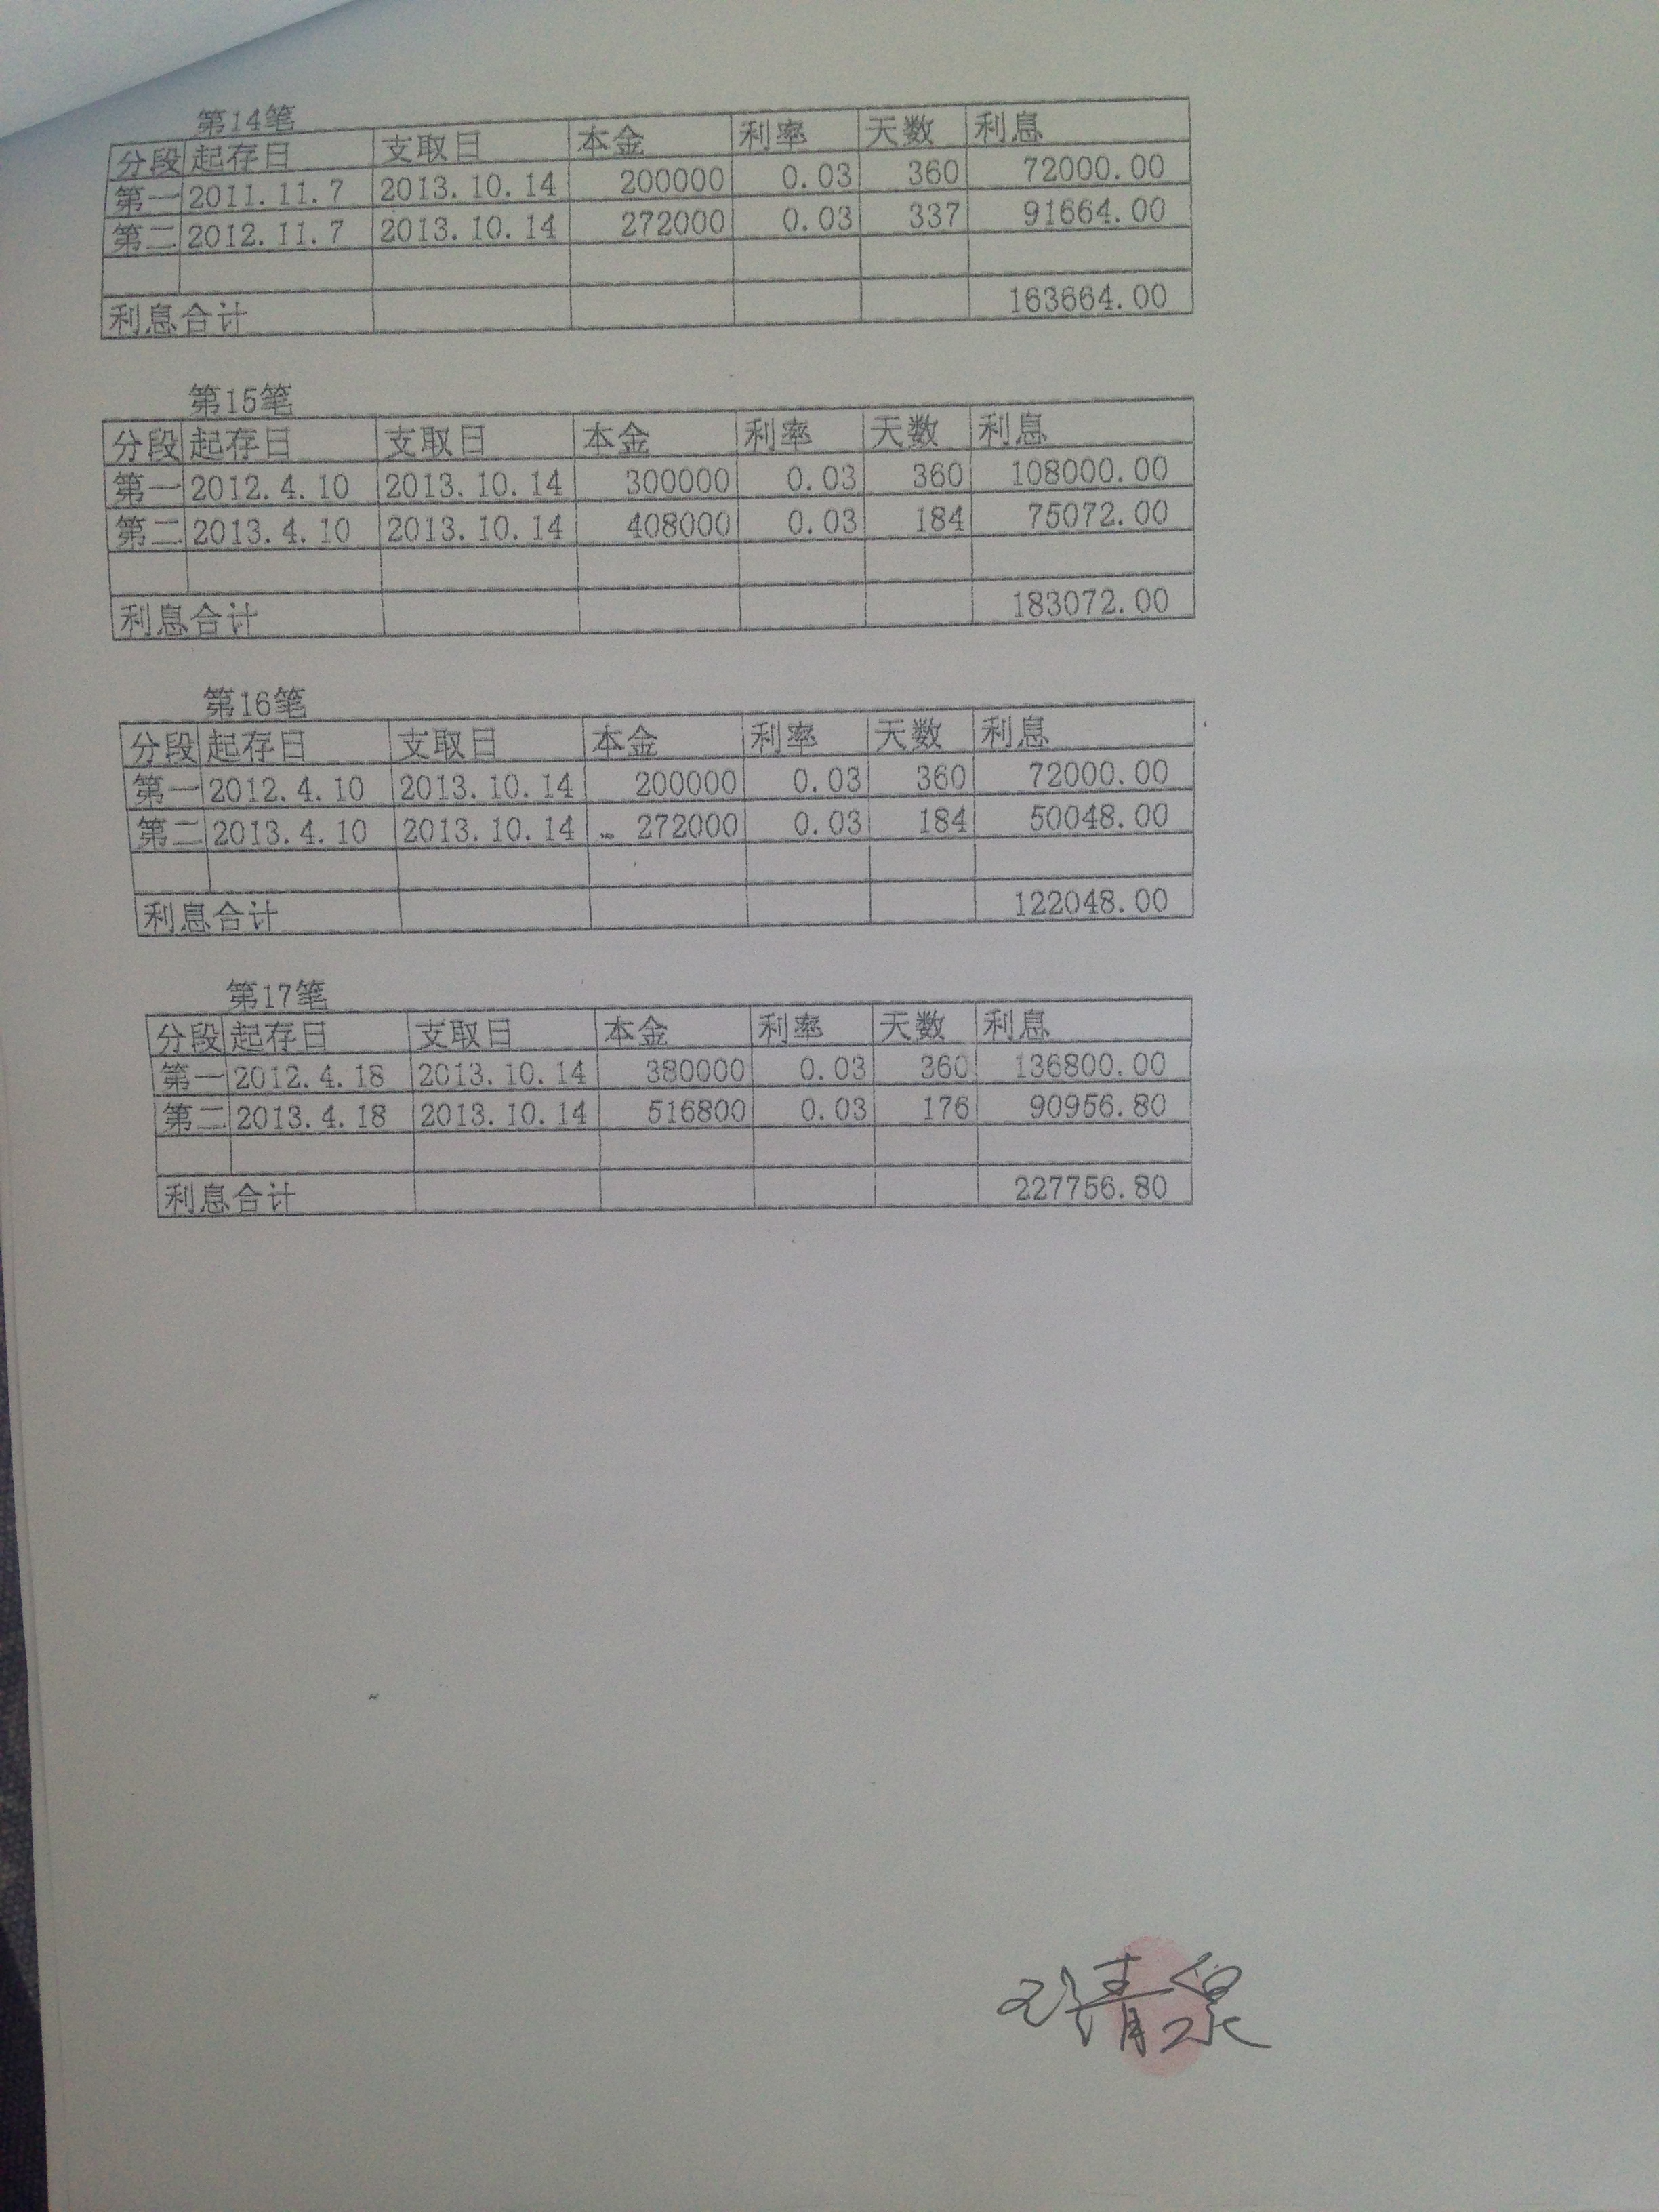 第14笔
分段 起存日 支取日 本金 利率 天数 利息
第一 2011.11.7 2013.10.14 200000 0.03 360 72000.00
第二 2012.11.7 2013.10.14 272000 0.03 337 91664.00
利息合计 163664.00
第15笔
分段 起存日 支取日 本金 利率 天数 利息
第一 2012.4.10 2013.10.14 300000 0.03 360 108000.00
第二 2013.4.10 2013.10.14 408000 0.03 184 75072.00
利息合计 183072.00
第16笔
分段 起存日 支取日 本金 利率 天数 利息
第一 2012.4.10 2013.10.14 200000 0.03 360 72000.00
第二 2013.4.10 2013.10.14 272000 0.03 184 50048.00
利息合计 122048.00
第17笔
分段 起存日 支取日 本金 利率 天数 利息
第一 2012.4.18 2013.10.14 380000 0.03 360 136800.00
第二 2013.4.18 2013.10.14 516800 0.03 176 90956.80
利息合计 227756.80
邓清泉